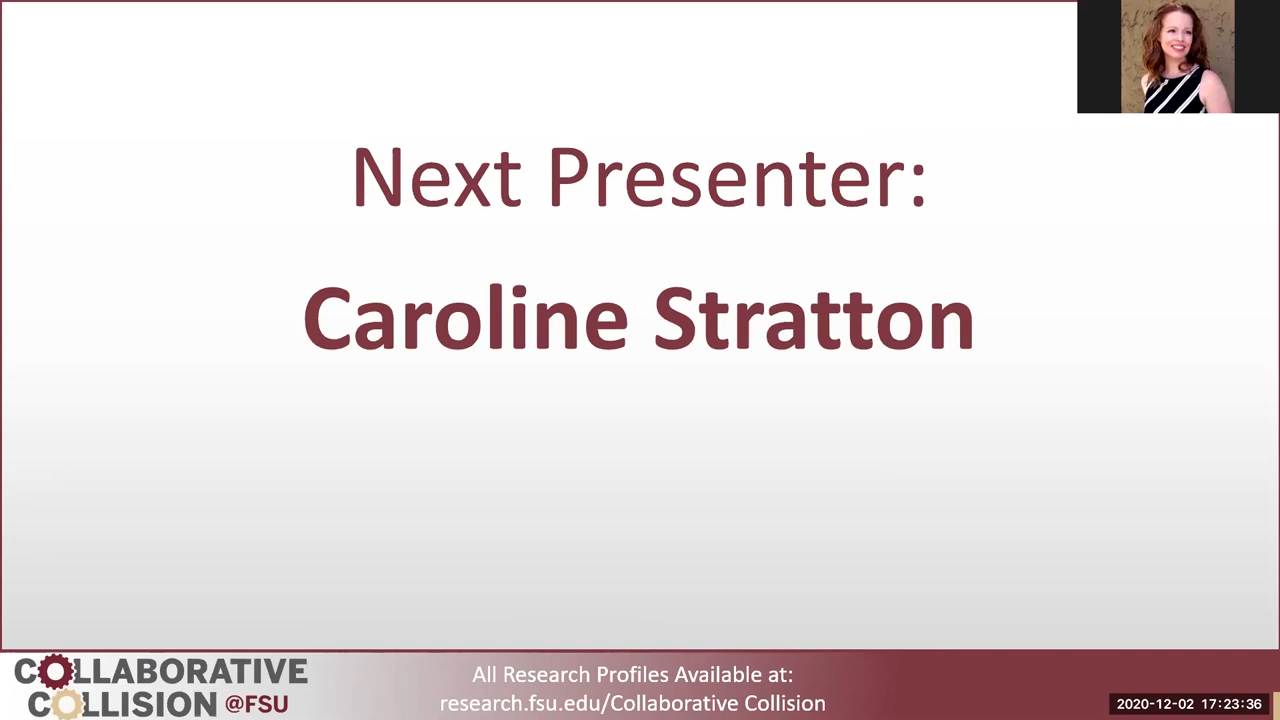 Next Presenter:
Caroline Stratton
COLLABORATIVE
COLLISION @FSU
All Research Profiles Available at:
research.fsu.edu/Collaborative Collision
2020-12-02 17:23:36